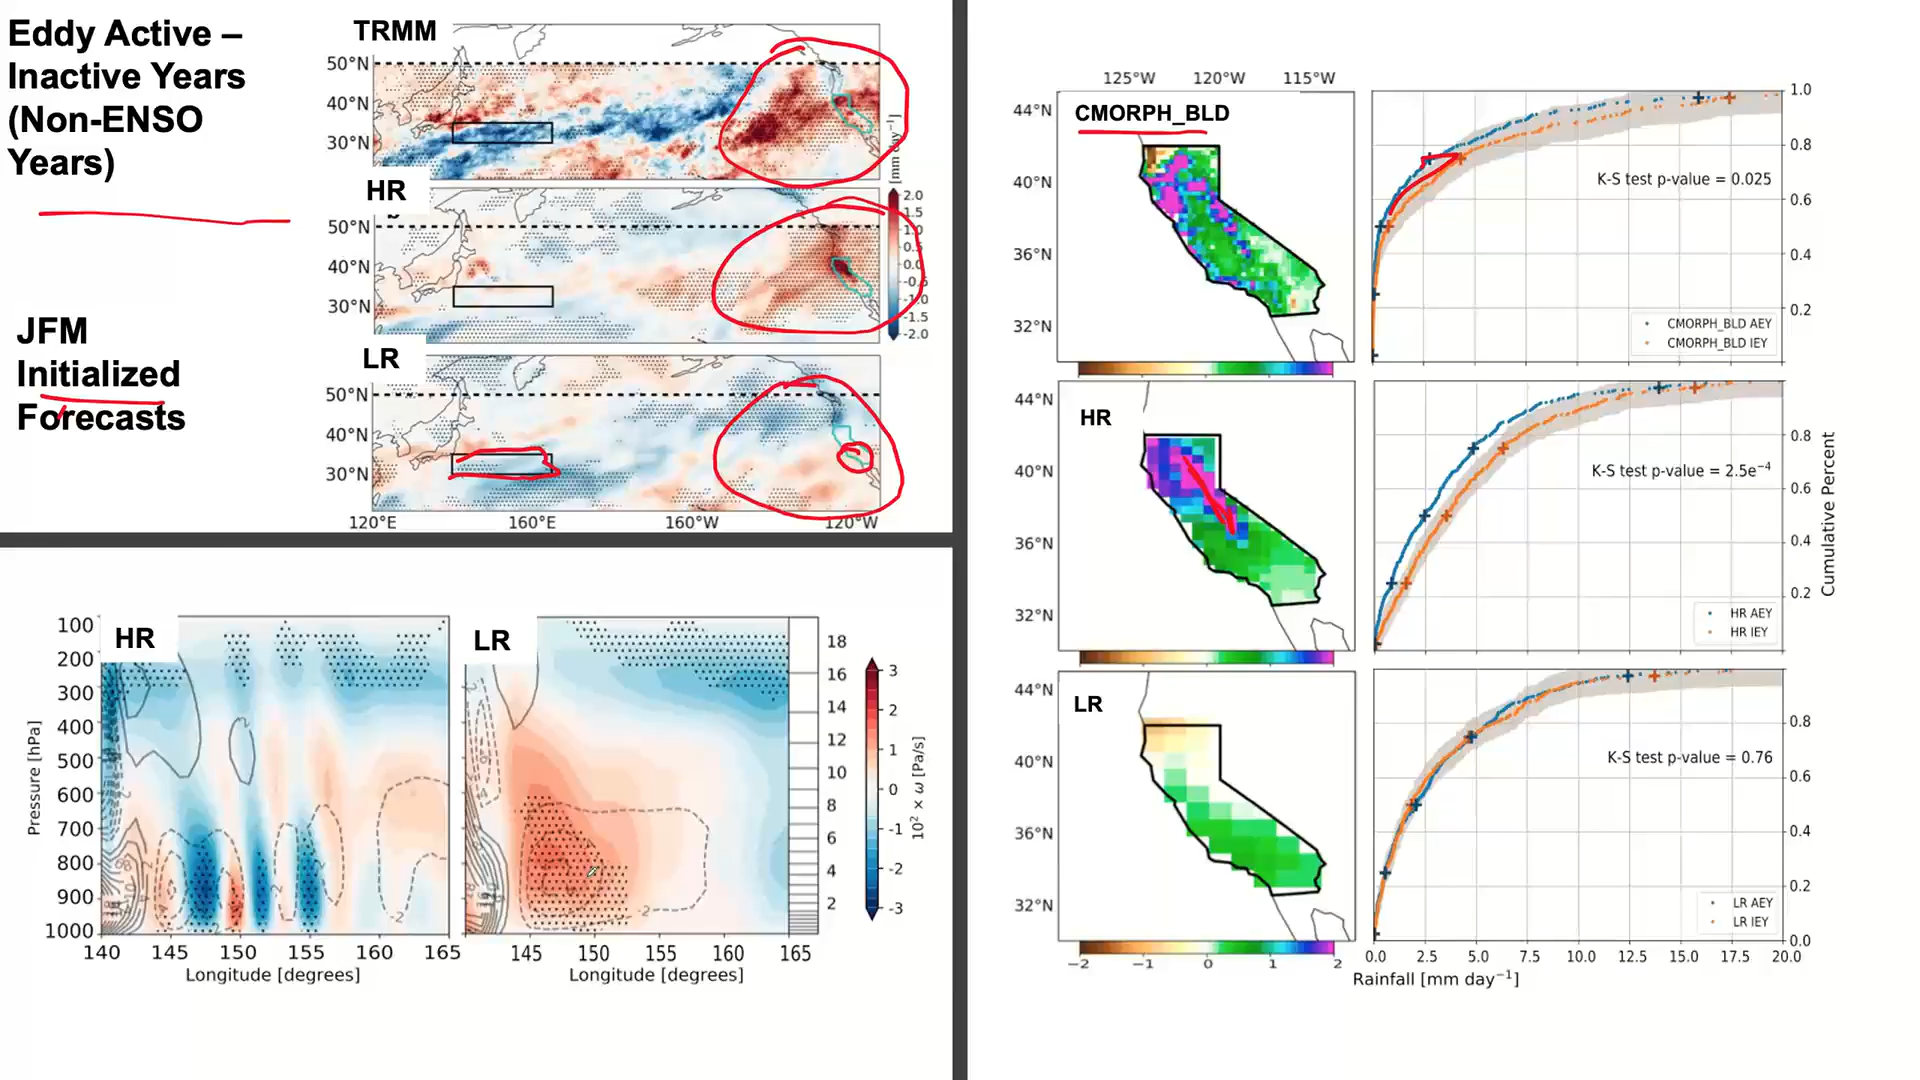 Eddy Active –
Inactive Years
(Non-ENSO
Years)
JFM
Initialized
Forecasts
TRMM
50°N
40°N
30°N
HR
50°N
40°N
30°N
LR
50°N
40°N
30°N
120°E 160°E 160°W 120°W
[mm day⁻¹]
2.0
1.5
1.0
0.5
0.0
-0.5
-1.0
-1.5
-2.0
HR
100
200
300
400
500
600
700
800
900
1000
Pressure [hPa]
140 145 150 155 160 165
Longitude [degrees]
LR
145 150 155 160 165
Longitude [degrees]
18
16
14
12
10
8
6
4
2
3
2
1
0
-1
-2
-3
10² × ω [Pa/s]
125°W 120°W 115°W
CMORPH_BLD
44°N
40°N
36°N
32°N
1.0
0.8
0.6
0.4
0.2
K-S test p-value = 0.025
CMORPH_BLD AEY
CMORPH_BLD IEY
HR
44°N
40°N
36°N
32°N
0.8
0.6
0.4
0.2
K-S test p-value = 2.5e⁻⁴
HR AEY
HR IEY
Cumulative Percent
LR
44°N
40°N
36°N
32°N
0.8
0.6
0.4
0.2
0.0
K-S test p-value = 0.76
LR AEY
LR IEY
−2 −1 0 1 2
0.0 2.5 5.0 7.5 10.0 12.5 15.0 17.5 20.0
Rainfall [mm day⁻¹]